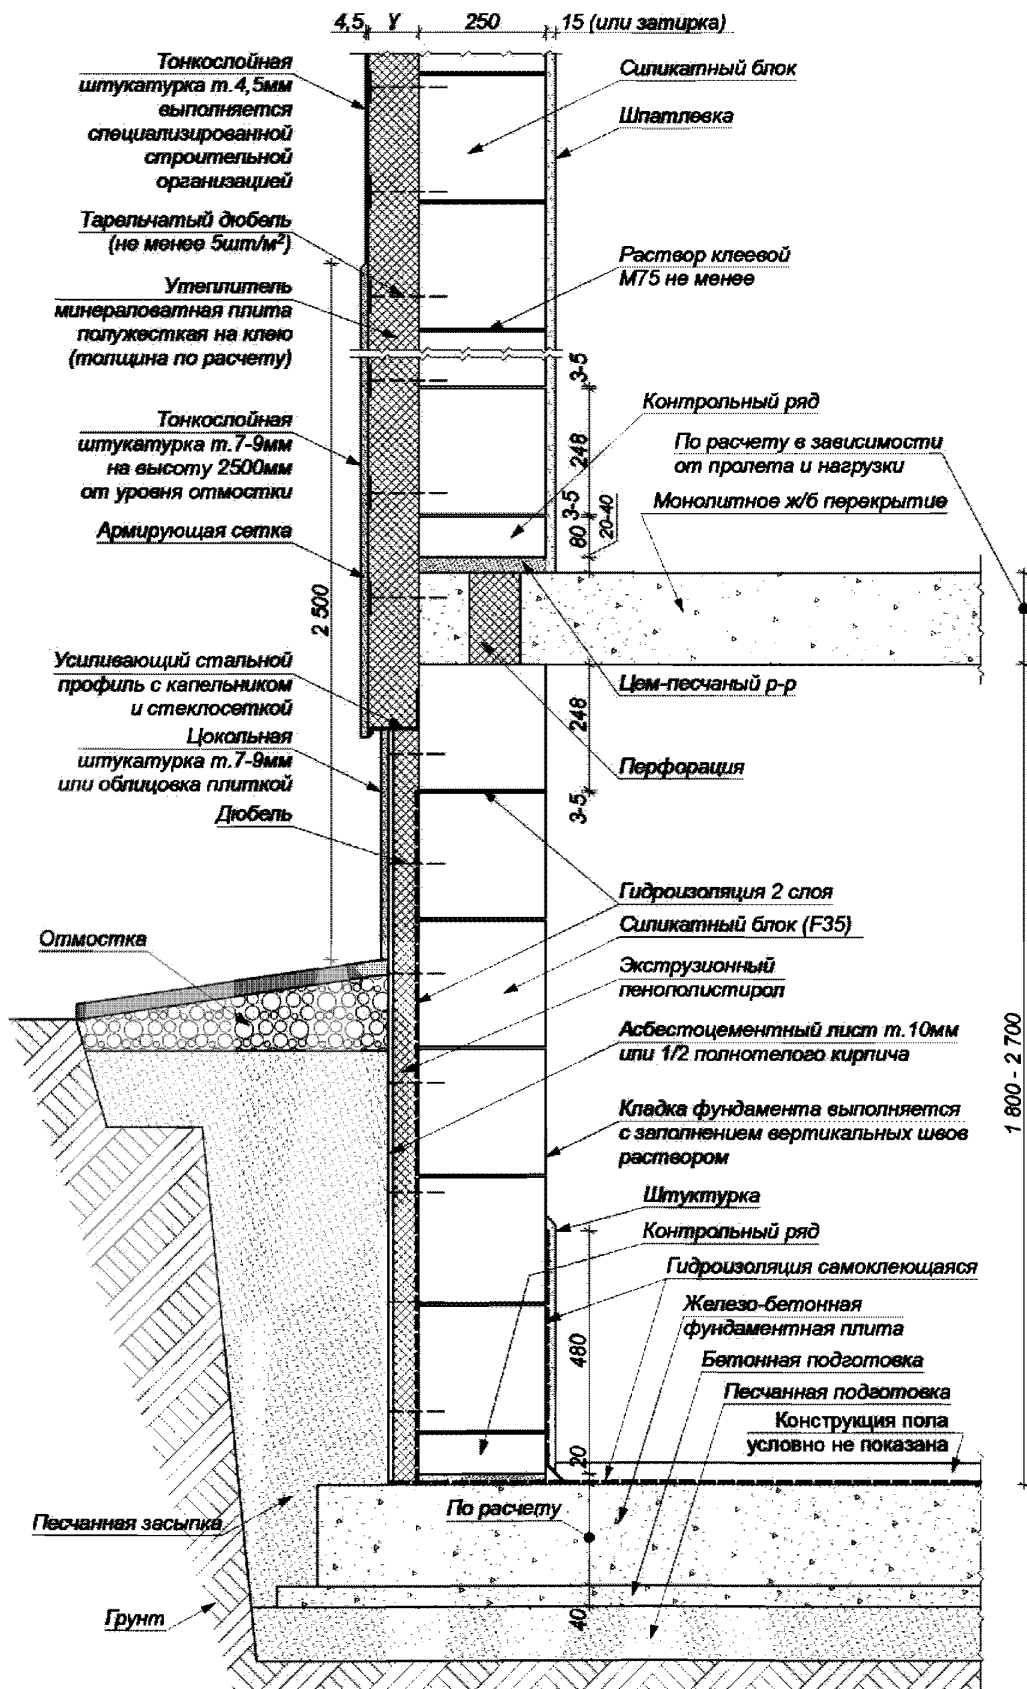 4,5 Y 250 15 (или затирка)
Тонкослойная
штукатурка т.4,5мм
выполняется
специализированной
строительной
организацией
Тарельчатый дюбель
(не менее 5шт/м²)
Утеплитель
минераловатная плита
полужесткая на клею
(толщина по расчету)
Тонкослойная
штукатурка т.7-9мм
на высоту 2500мм
от уровня отмостки
Армирующая сетка
2 500
Усиливающий стальной
профиль с капельником
и стеклосеткой
Цокольная
штукатурка т.7-9мм
или облицовка плиткой
Дюбель
Отмостка
Песчанная засыпка
Грунт
Силикатный блок
Шпатлевка
Раствор клеевой
М75 не менее
3-5
248
3-5
80
20-40
Контрольный ряд
По расчету в зависимости
от пролета и нагрузки
Монолитное ж/б перекрытие
Цем-песчаный р-р
248
3-5
Перфорация
Гидроизоляция 2 слоя
Силикатный блок (F35)
Экструзионный
пенополистирол
Асбестоцементный лист т.10мм
или 1/2 полнотелого кирпича
1 800 - 2 700
Кладка фундамента выполняется
с заполнением вертикальных швов
раствором
Штуктурка
Контрольный ряд
Гидроизоляция самоклеющаяся
Железо-бетонная
фундаментная плита
Бетонная подготовка
Песчанная подготовка
Конструкция пола
условно не показана
480
20
По расчету
40